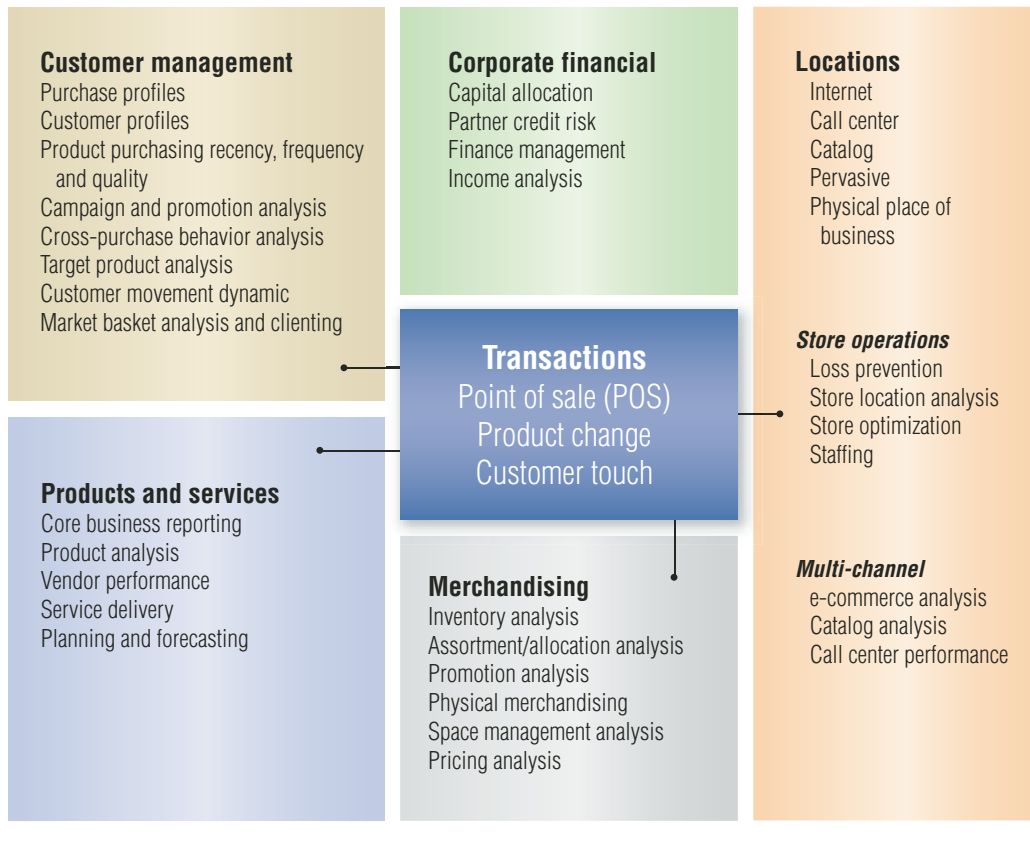 Customer management
Purchase profiles
Customer profiles
Product purchasing recency, frequency
and quality
Campaign and promotion analysis
Cross-purchase behavior analysis
Target product analysis
Customer movement dynamic
Market basket analysis and clienting
Corporate financial
Capital allocation
Partner credit risk
Finance management
Income analysis
Locations
Internet
Call center
Catalog
Pervasive
Physical place of
business
Store operations
Loss prevention
Store location analysis
Store optimization
Staffing
Multi-channel
e-commerce analysis
Catalog analysis
Call center performance
Transactions
Point of sale (POS)
Product change
Customer touch
Products and services
Core business reporting
Product analysis
Vendor performance
Service delivery
Planning and forecasting
Merchandising
Inventory analysis
Assortment/allocation analysis
Promotion analysis
Physical merchandising
Space management analysis
Pricing analysis